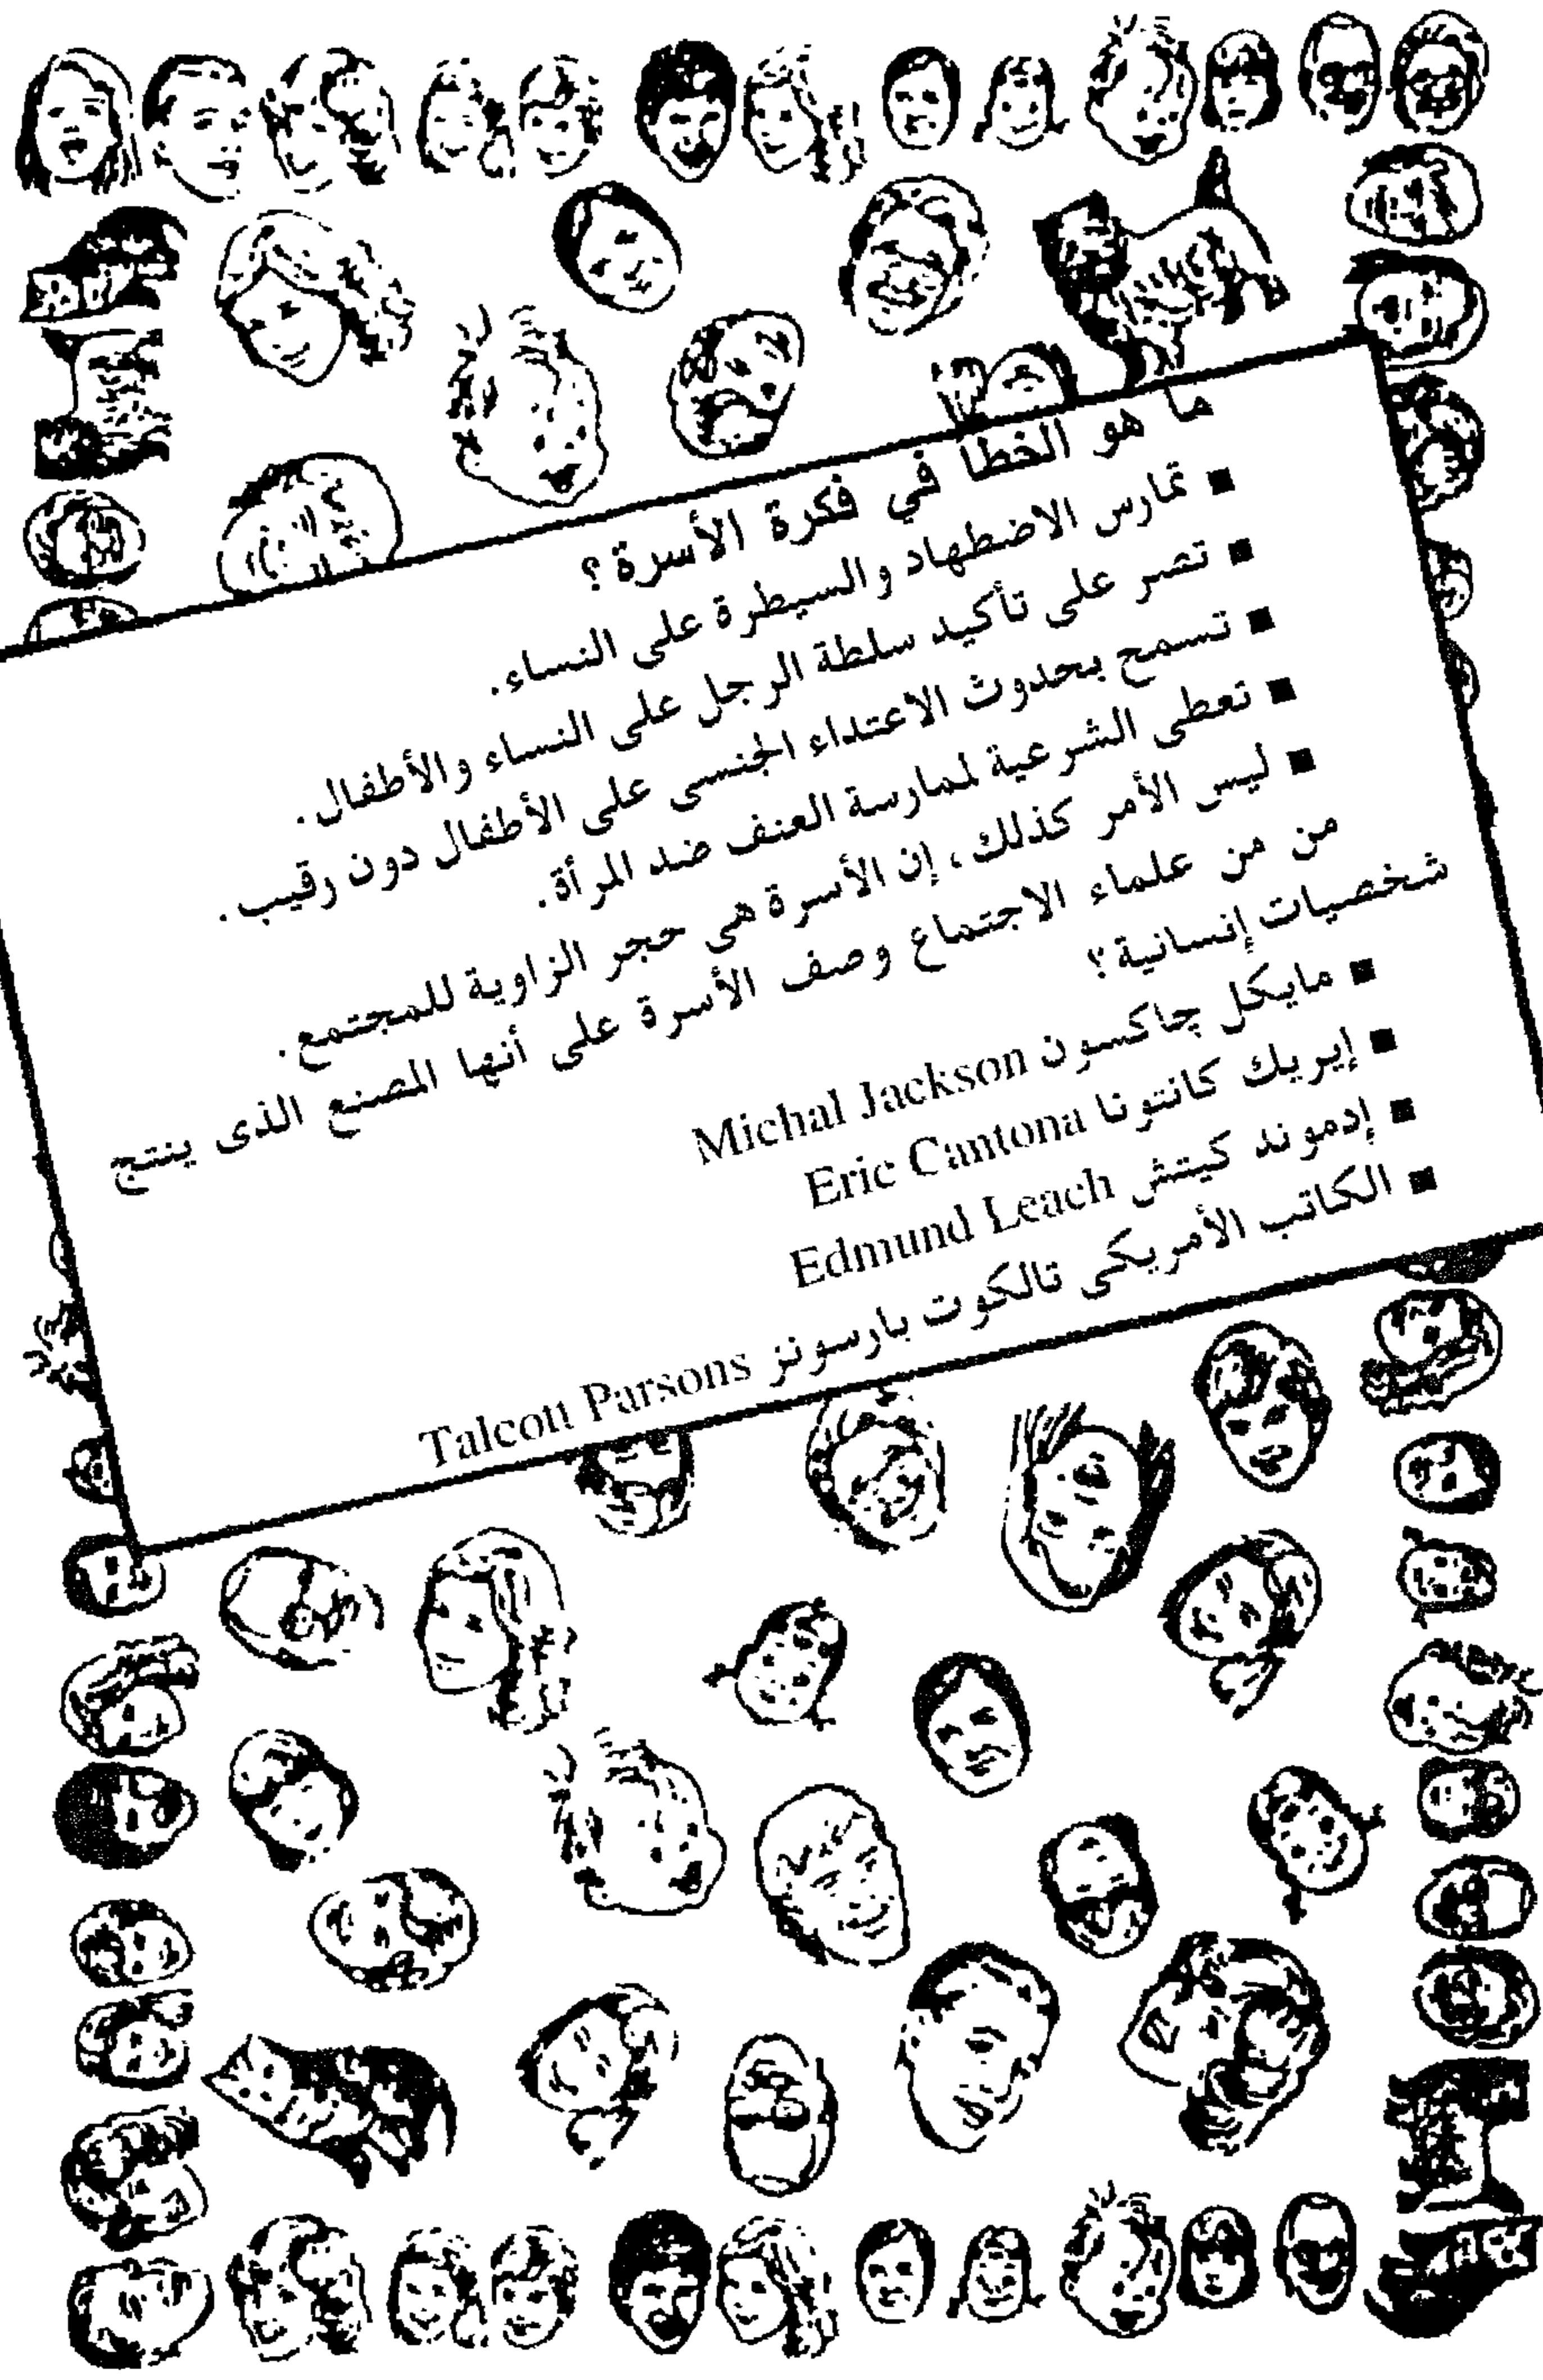 ما هو الخطأ في فكرة الأسرة؟
■ تمارس الاضطهاد والسيطرة على النساء.
■ تصر على تأكيد سلطة الرجل على النساء والأطفال.
■ تسمح بحدوث الاعتداء الجنسى على الأطفال دون رقيب.
■ تعطى الشرعية لممارسة العنف ضد المرأة.
■ ليس الأمر كذلك، إن الأسرة هى حجر الزاوية للمجتمع.
من من علماء الاجتماع وصف الأسرة على أنها المصنع الذى ينتج
شخصيات إنسانية؟
■ مايكل چاكسون Michal Jackson
■ إيريك كانتونا Eric Cantona
■ إدموند كيتش Edmund Leach
■ الكاتب الأمريكى تالكوت بارسونز Talcon Parsons